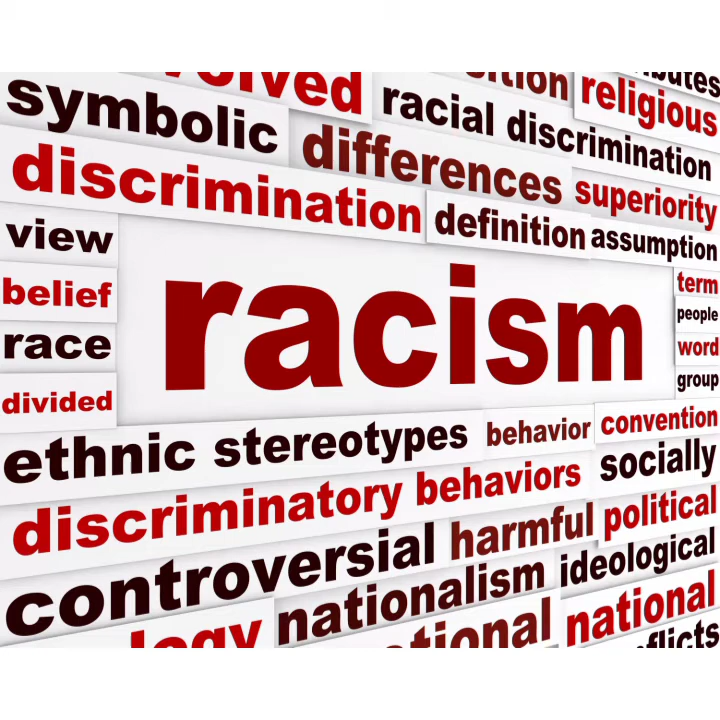 volved
symbolic
racial discrimination
religious
differences
discrimination
superiority
definition
assumption
view
belief
race
divided
racism
term
people
word
group
ethnic stereotypes
behavior
convention
discriminatory behaviors
socially
controversial
harmful
political
nationalism
ideological
national